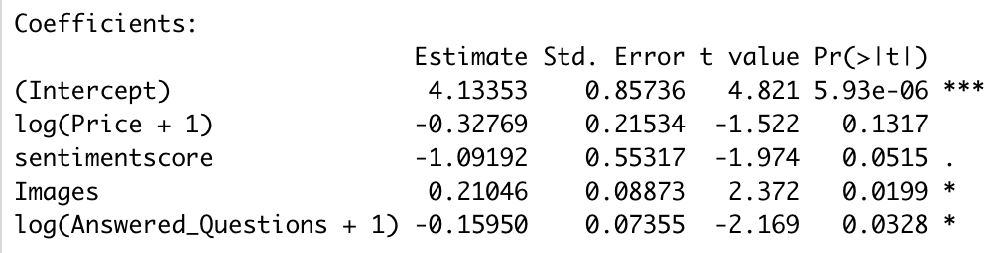 Coefficients:
Estimate Std. Error t value Pr(>|t|)
(Intercept) 4.13353 0.85736 4.821 5.93e-06 ***
log(Price + 1) -0.32769 0.21534 -1.522 0.1317
sentimentscore -1.09192 0.55317 -1.974 0.0515 .
Images 0.21046 0.08873 2.372 0.0199 *
log(Answered_Questions + 1) -0.15950 0.07355 -2.169 0.0328 *